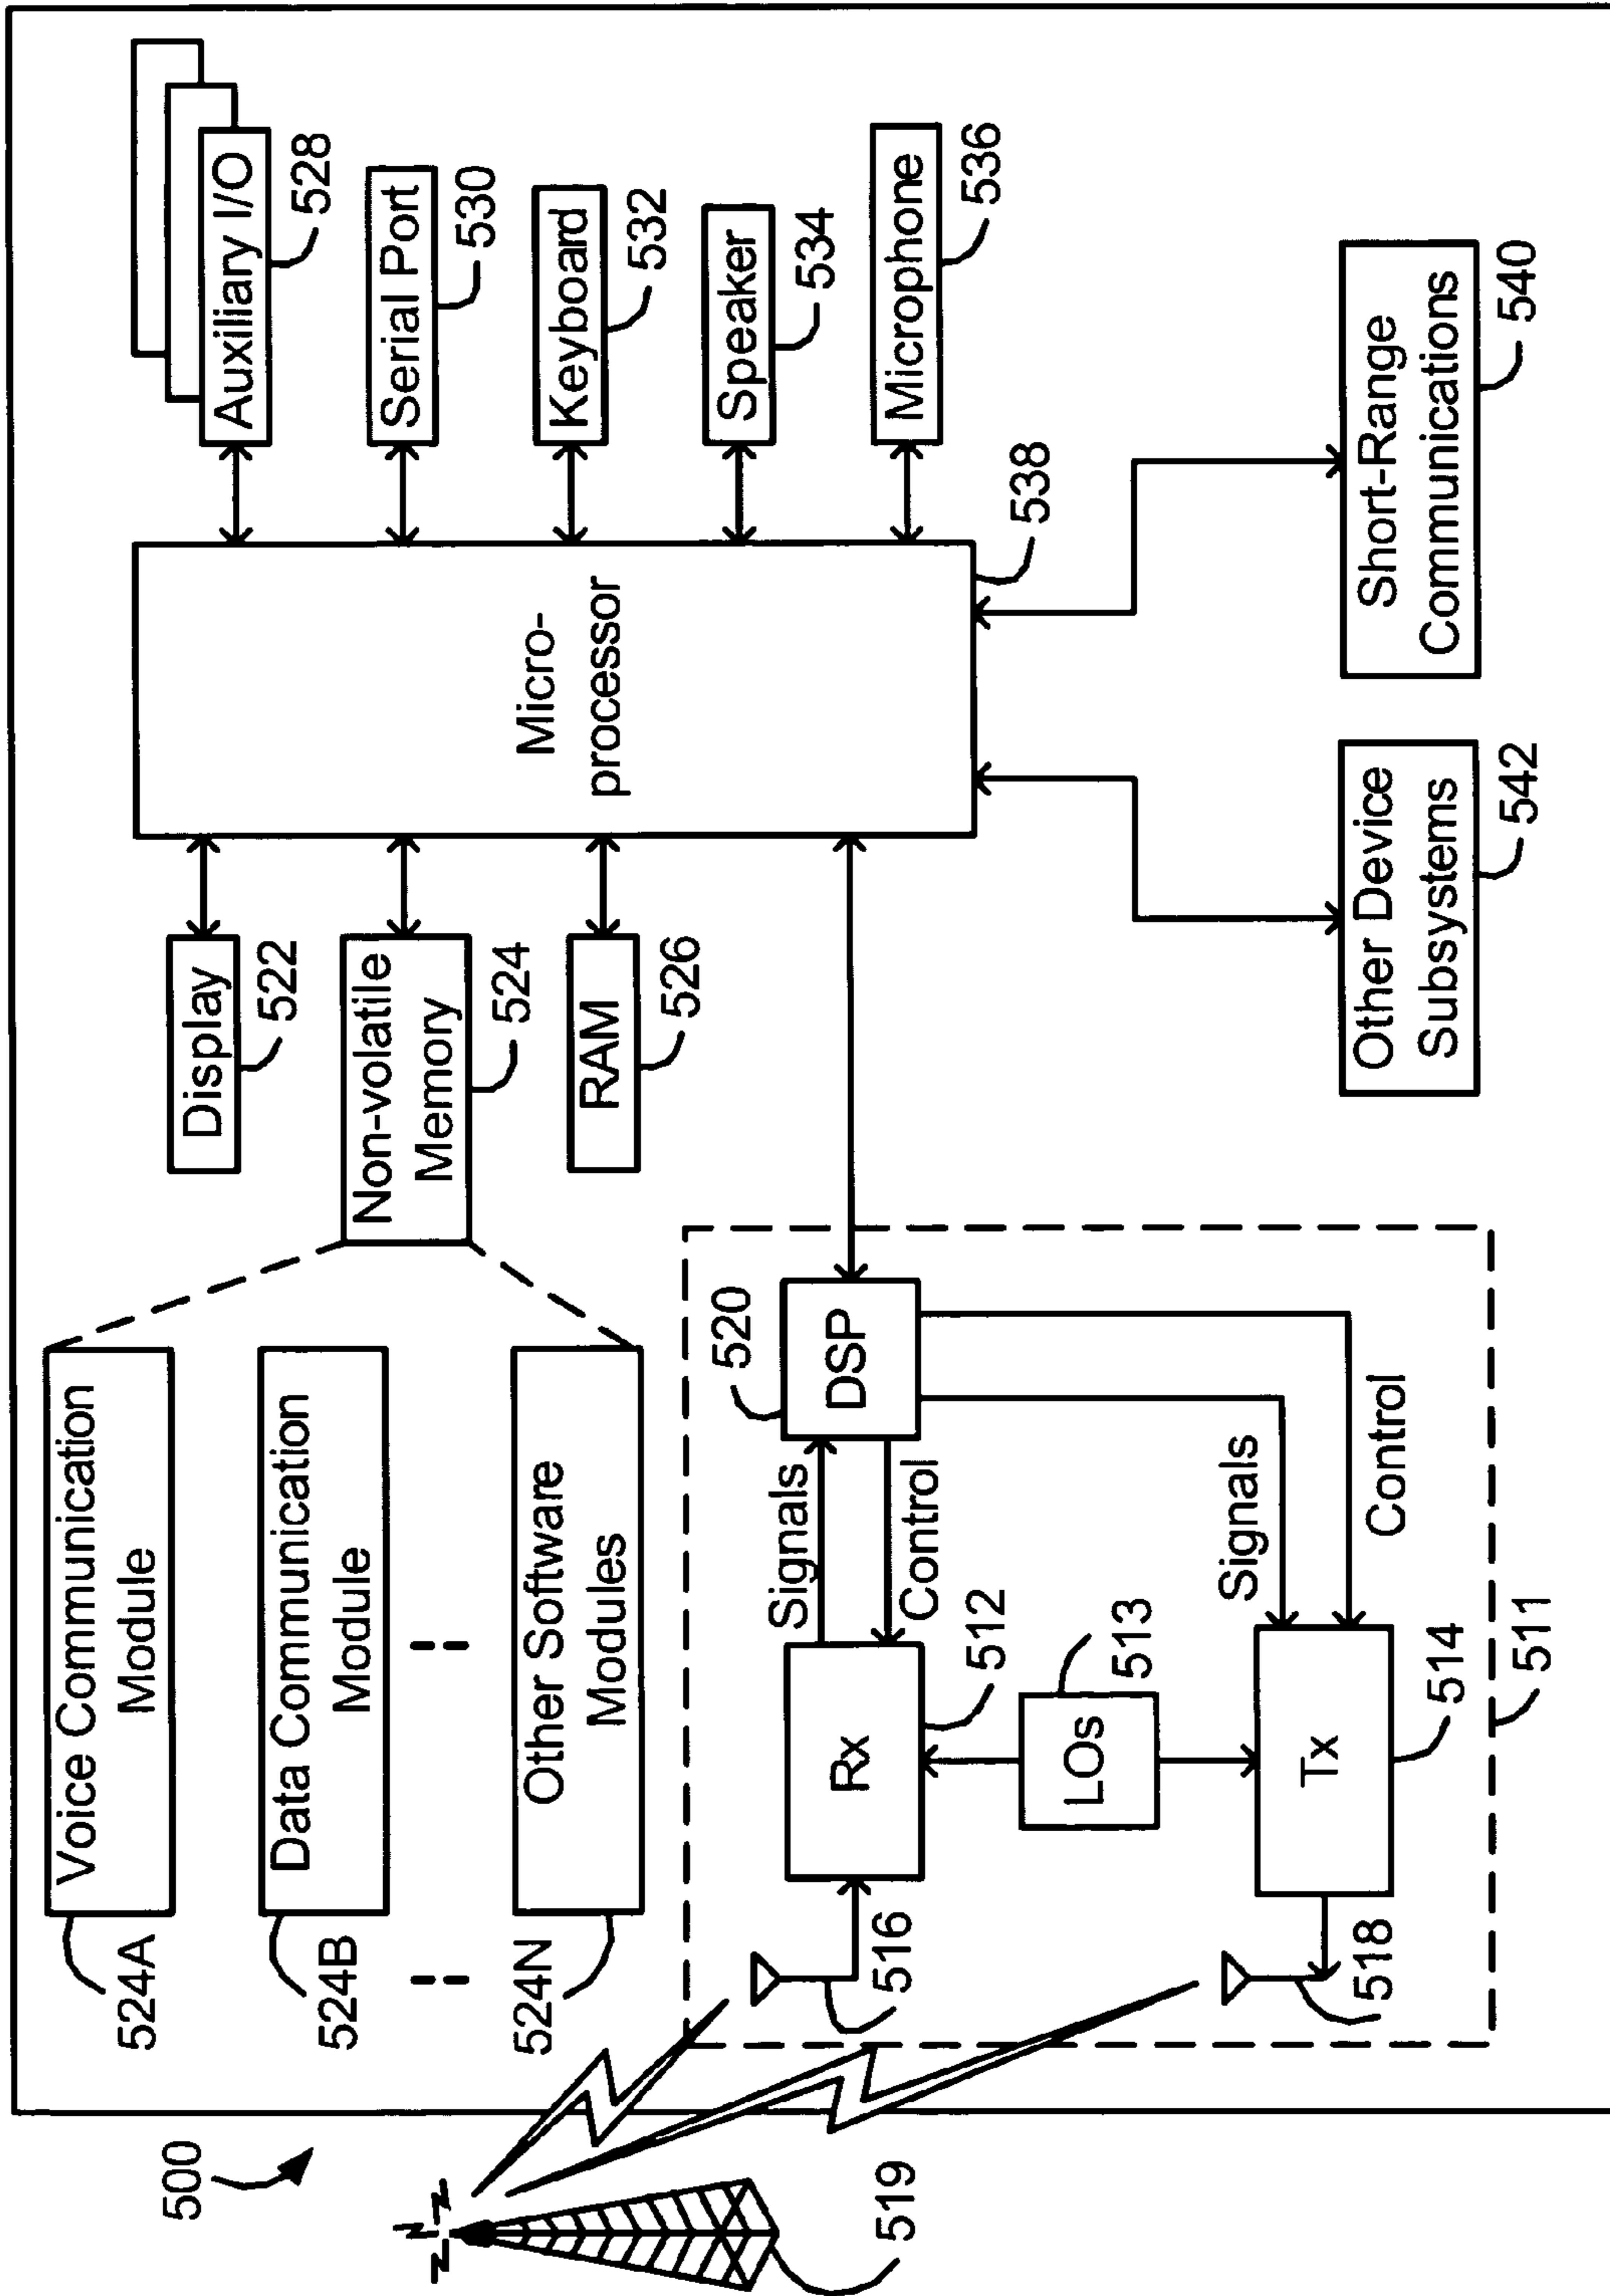 500
519
524A
Voice Communication
Module
524B
Data Communication
Module
524N
Other Software
Modules
Display
522
Non-volatile
Memory
524
RAM
526
Micro-
processor
538
Auxiliary I/O
528
Serial Port
530
Keyboard
532
Speaker
534
Microphone
536
520
DSP
Signals
Control
Rx
512
516
LOs
513
Signals
Control
Tx
514
518
511
Other Device
Subsystems
542
Short-Range
Communications
540